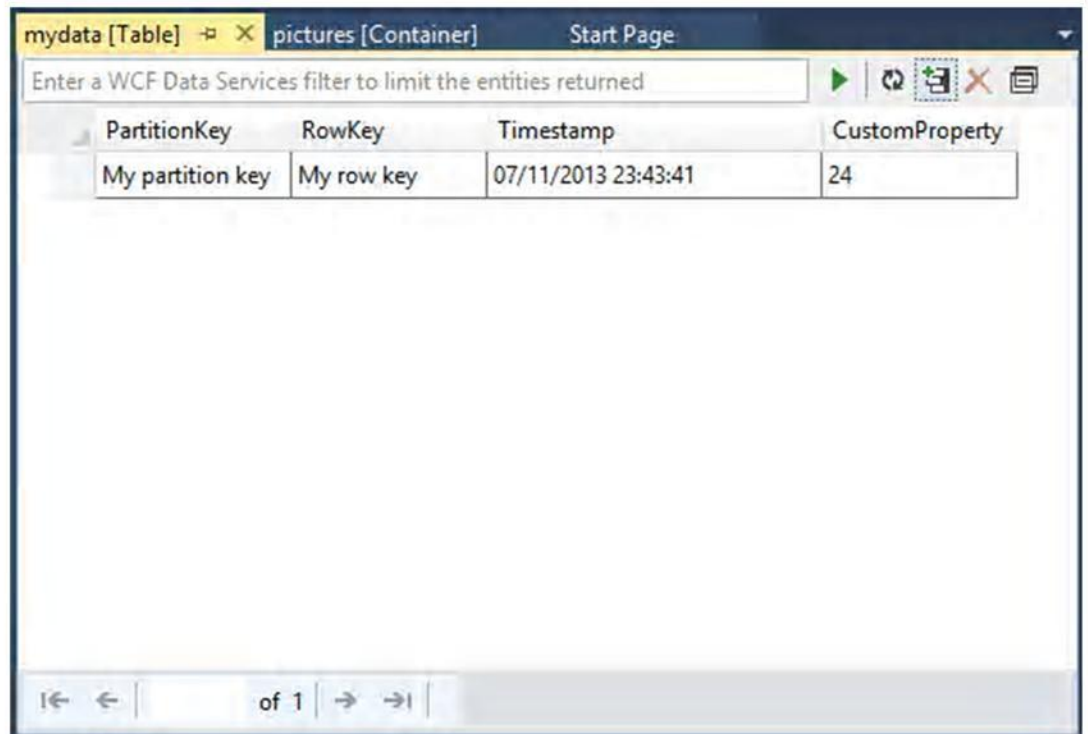 mydata [Table] pictures [Container] Start Page
Enter a WCF Data Services filter to limit the entities returned
PartitionKey RowKey Timestamp CustomProperty
My partition key My row key 07/11/2013 23:43:41 24
of 1